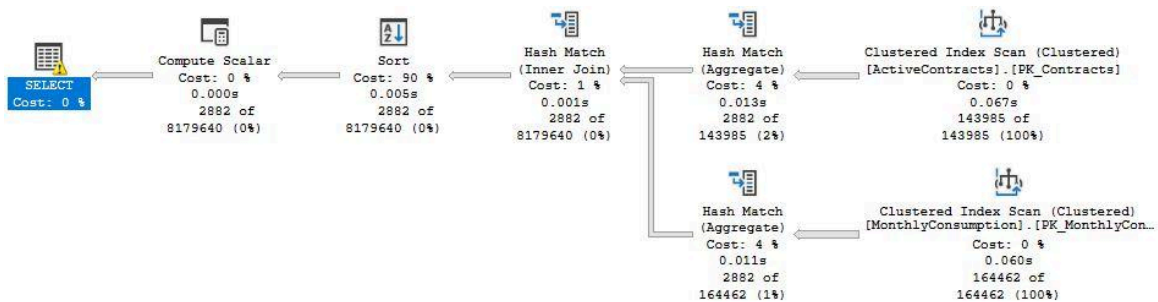 SELECT
Cost: 0 %
Compute Scalar
Cost: 0 %
0.000s
2882 of
8179640 (0%)
Sort
Cost: 90 %
0.005s
2882 of
8179640 (0%)
Hash Match
(Inner Join)
Cost: 1 %
0.001s
2882 of
8179640 (0%)
Hash Match
(Aggregate)
Cost: 4 %
0.013s
2882 of
143985 (2%)
Clustered Index Scan (Clustered)
[ActiveContracts].[PK_Contracts]
Cost: 0 %
0.067s
143985 of
143985 (100%)
Hash Match
(Aggregate)
Cost: 4 %
0.011s
2882 of
164462 (1%)
Clustered Index Scan (Clustered)
[MonthlyConsumption].[PK_MonthlyCon…
Cost: 0 %
0.060s
164462 of
164462 (100%)